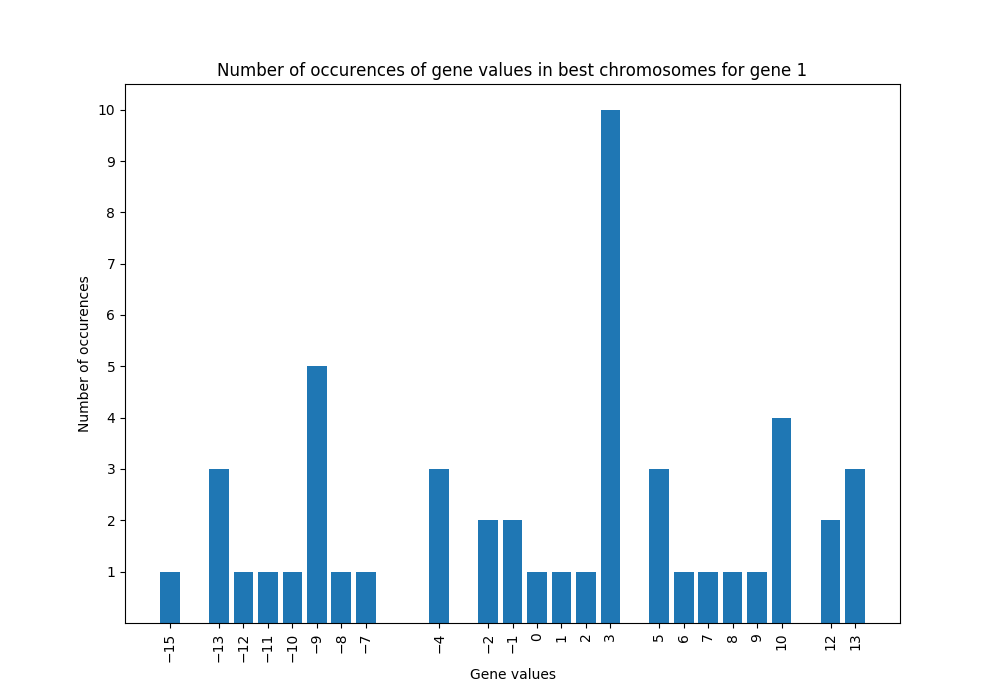 Number of occurences of gene values in best chromosomes for gene 1
10
9
8
7
6
5
4
3
2
1
Number of occurences
−15 −13 −12 −11 −10 −9 −8 −7 −4 −2 −1 0 1 2 3 5 6 7 8 9 10 12 13
Gene values